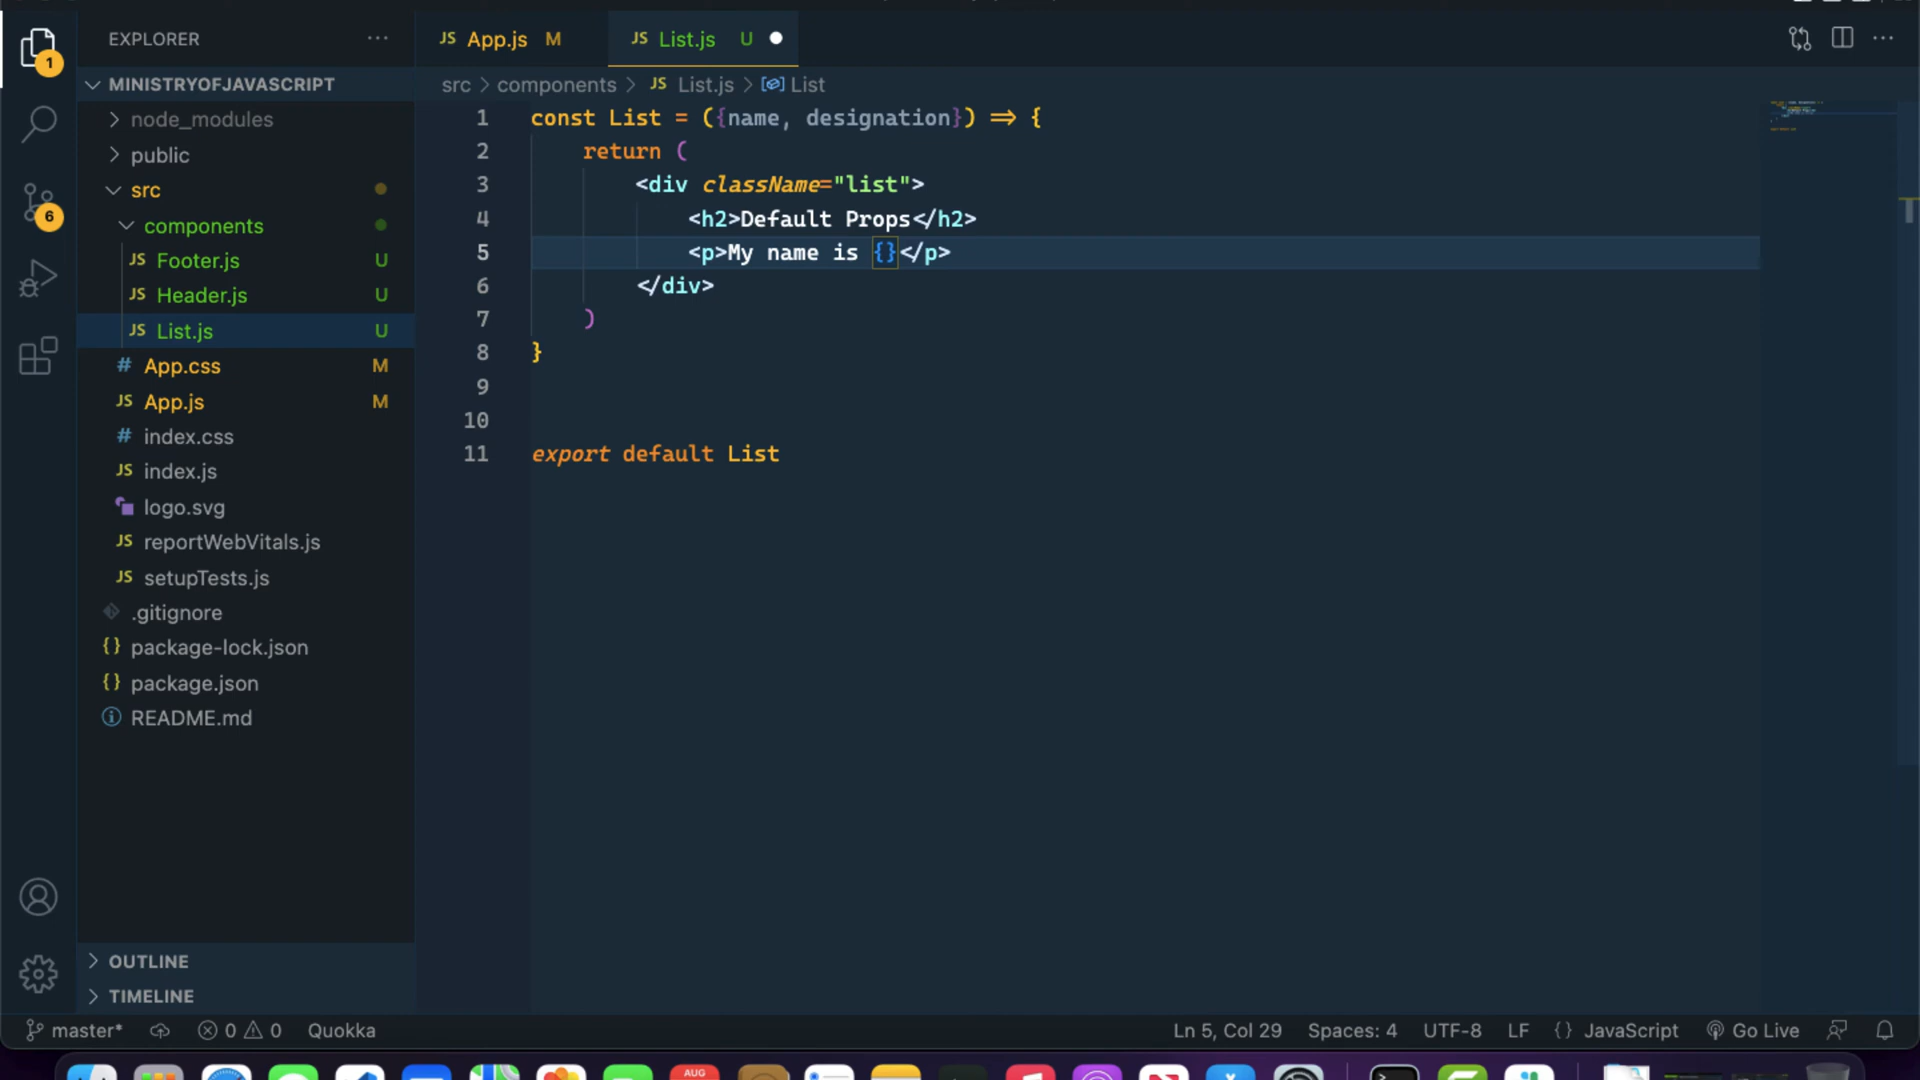 EXPLORER
JS App.js M
JS List.js U
MINISTRYOFJAVASCRIPT
src > components > JS List.js > List
node_modules
public
src
components
JS Footer.js U
JS Header.js U
JS List.js U
# App.css M
JS App.js M
# index.css
JS index.js
logo.svg
JS reportWebVitals.js
JS setupTests.js
.gitignore
{} package-lock.json
{} package.json
README.md
OUTLINE
TIMELINE
1
6
1 const List = ({name, designation}) => {
2 return (
3 <div className="list">
4 <h2>Default Props</h2>
5 <p>My name is {}</p>
6 </div>
7 )
8 }
9
10
11 export default List
master* 0 0 Quokka
Ln 5, Col 29 Spaces: 4 UTF-8 LF {} JavaScript Go Live
AUG